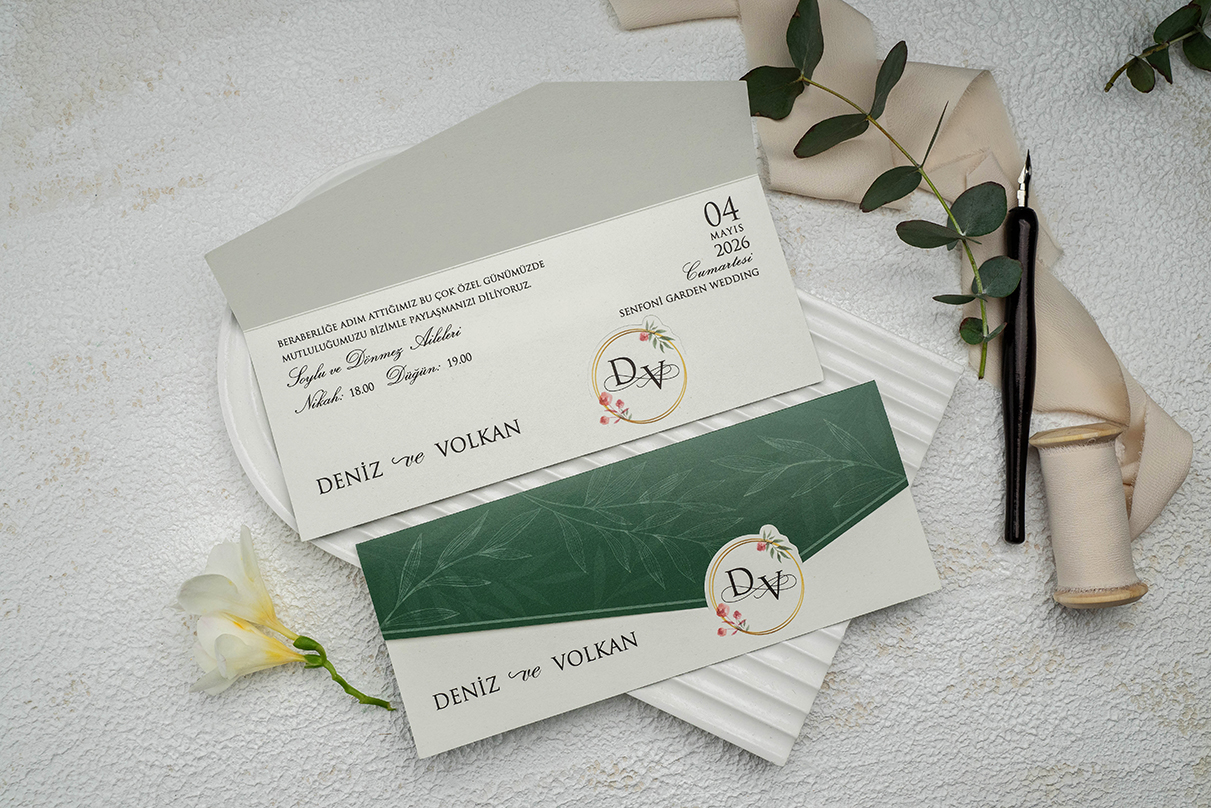 04
MAYIS
2026
Cumartesi
SENFONİ GARDEN WEDDING
BERABERLİĞE ADIM ATTIĞIMIZ BU ÇOK ÖZEL GÜNÜMÜZDE
MUTLULUĞUMUZU BİZİMLE PAYLAŞMANIZI DİLİYORUZ.
Soylu ve Dönmez Aileleri
Nikah: 18.00 Düğün: 19.00
DV
DENİZ ve VOLKAN
DV
DENİZ ve VOLKAN